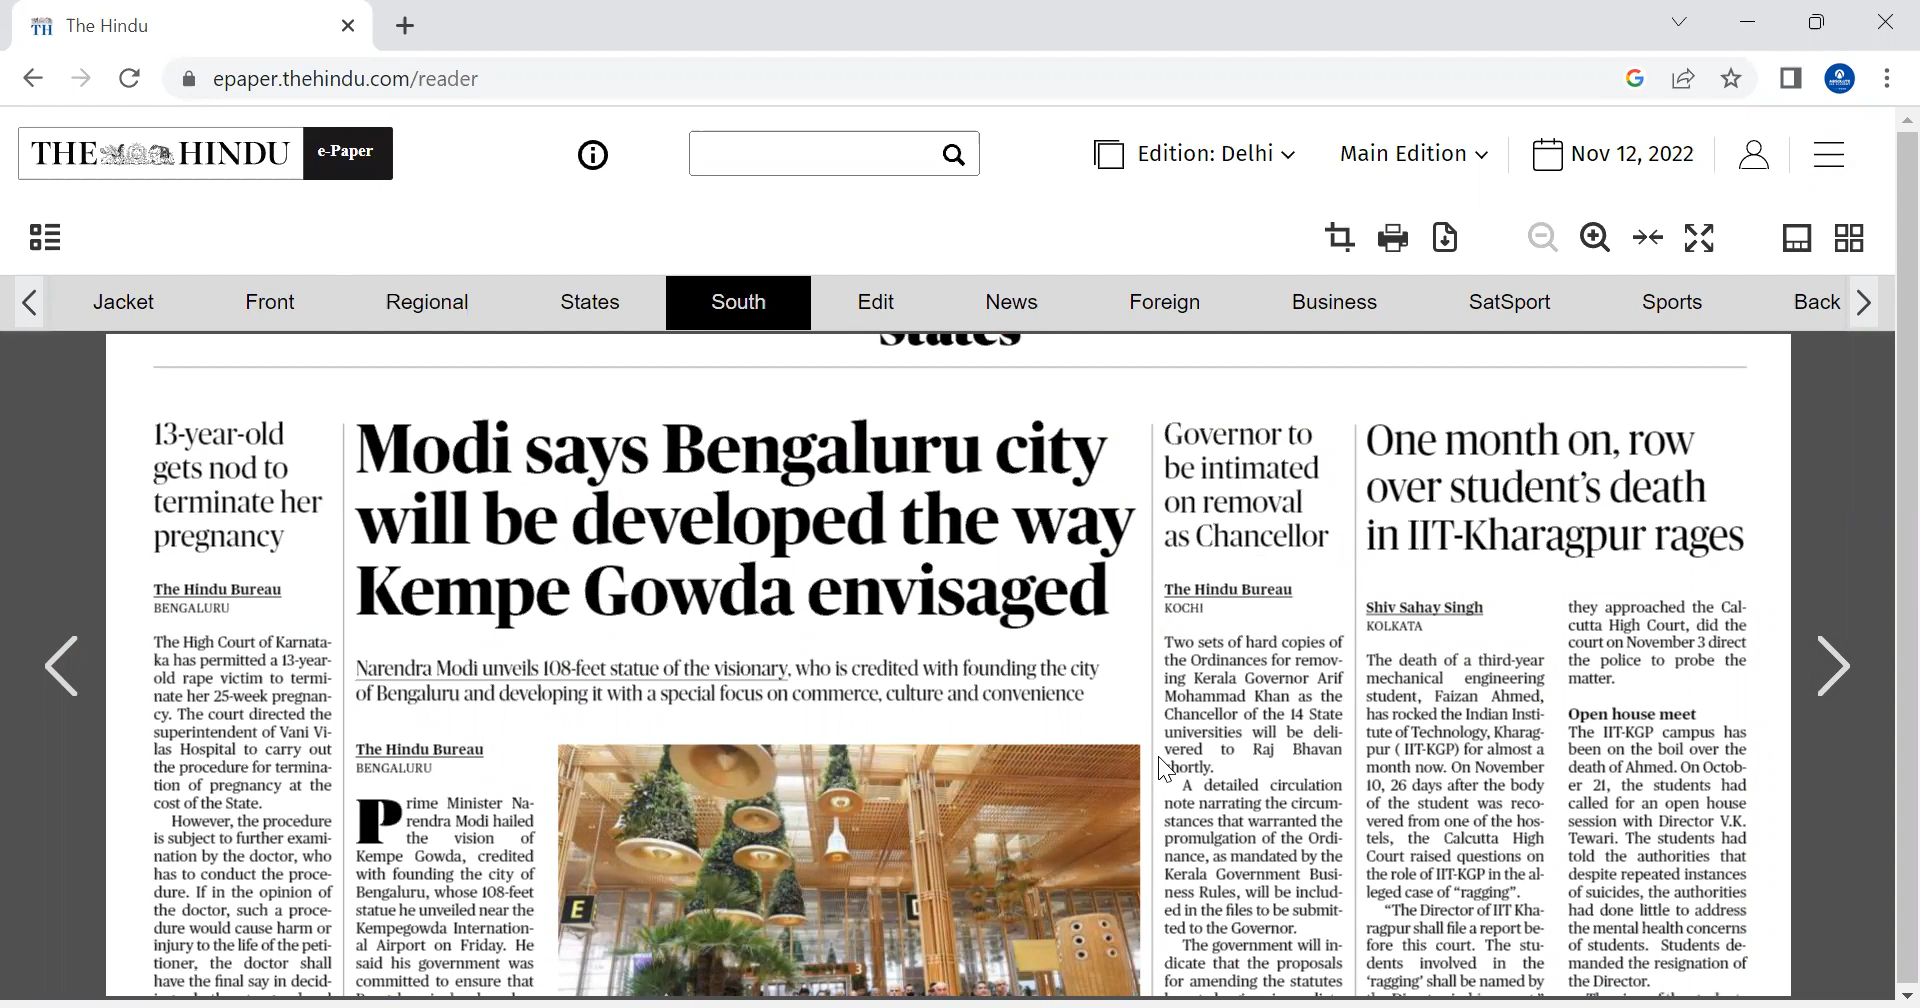 The Hindu
epaper.thehindu.com/reader
THE HINDU e-Paper
Edition: Delhi
Main Edition
Nov 12, 2022
Jacket Front Regional States South Edit News Foreign Business SatSport Sports Back
States
13-year-old
gets nod to
terminate her
pregnancy
The Hindu Bureau
BENGALURU
The High Court of Karnata-
ka has permitted a 13-year-
old rape victim to termi-
nate her 25-week pregnan-
cy. The court directed the
superintendent of Vani Vi-
las Hospital to carry out
the procedure for termina-
tion of pregnancy at the
cost of the State.
However, the procedure
is subject to further exami-
nation by the doctor, who
has to conduct the proce-
dure. If in the opinion of
the doctor, such a proce-
dure would cause harm or
injury to the life of the peti-
tioner, the doctor shall
have the final say in decid-
Modi says Bengaluru city
will be developed the way
Kempe Gowda envisaged
Narendra Modi unveils 108-feet statue of the visionary, who is credited with founding the city
of Bengaluru and developing it with a special focus on commerce, culture and convenience
The Hindu Bureau
BENGALURU
Prime Minister Na-
rendra Modi hailed
the vision of
Kempe Gowda, credited
with founding the city of
Bengaluru, whose 108-feet
statue he unveiled near the
Kempegowda Internation-
al Airport on Friday. He
said his government was
committed to ensure that
E
3
Governor to
be intimated
on removal
as Chancellor
The Hindu Bureau
KOCHI
Two sets of hard copies of
the Ordinances for remov-
ing Kerala Governor Arif
Mohammad Khan as the
Chancellor of the 14 State
universities will be deli-
vered to Raj Bhavan
shortly.
A detailed circulation
note narrating the circum-
stances that warranted the
promulgation of the Ordi-
nance, as mandated by the
Kerala Government Busi-
ness Rules, will be includ-
ed in the files to be submit-
ted to the Governor.
The government will in-
dicate that the proposals
for amending the statutes
One month on, row
over student's death
in IIT-Kharagpur rages
Shiv Sahay Singh
KOLKATA
The death of a third-year
mechanical engineering
student, Faizan Ahmed,
has rocked the Indian Insti-
tute of Technology, Kharag-
pur ( IIT-KGP) for almost a
month now. On November
10, 26 days after the body
of the student was reco-
vered from one of the hos-
tels, the Calcutta High
Court raised questions on
the role of IIT-KGP in the al-
leged case of “ragging”.
“The Director of IIT Kha-
ragpur shall file a report be-
fore this court. The stu-
dents involved in the
‘ragging’ shall be named by
they approached the Cal-
cutta High Court, did the
court on November 3 direct
the police to probe the
matter.
Open house meet
The IIT-KGP campus has
been on the boil over the
death of Ahmed. On Octob-
er 21, the students had
called for an open house
session with Director V.K.
Tewari. The students had
told the authorities that
despite repeated instances
of suicides, the authorities
had done little to address
the mental health concerns
of students. Students de-
manded the resignation of
the Director.